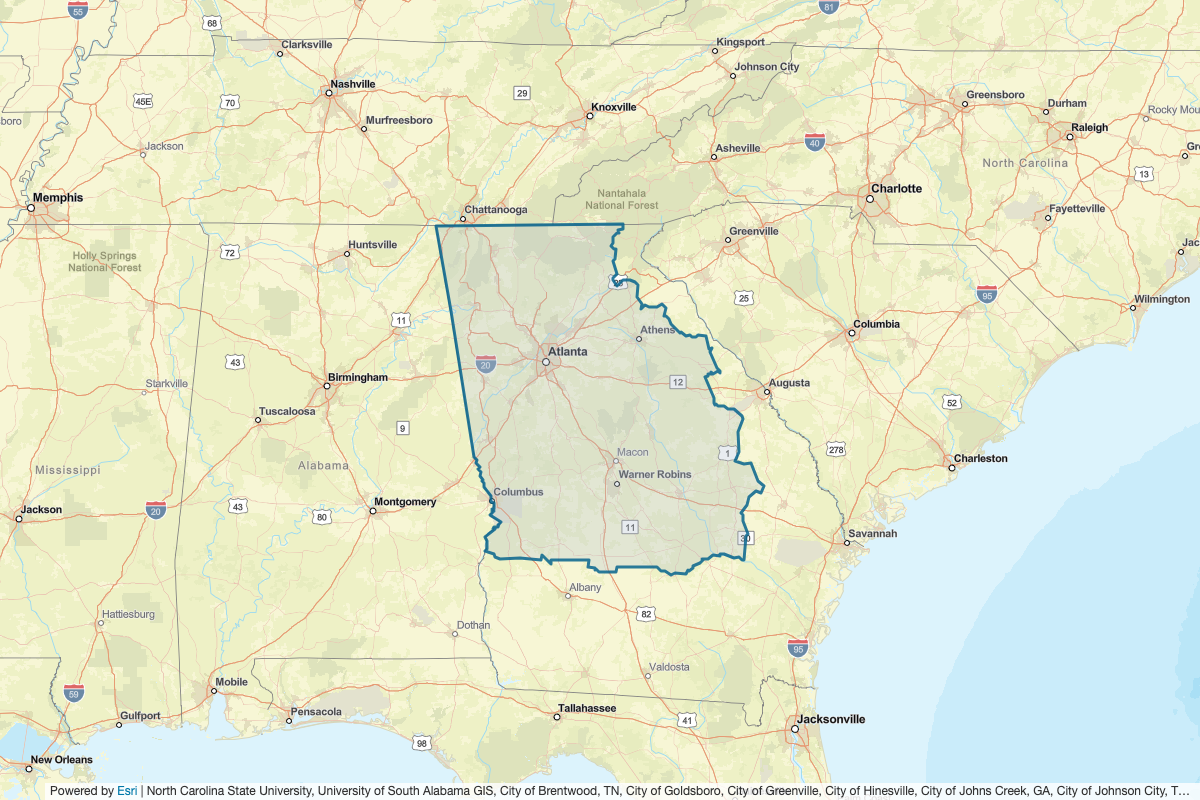 55
68
81
Clarksville
Kingsport
Johnson City
Nashville
70
29
45E
Greensboro
Durham
Rocky Mou
Knoxville
Murfreesboro
boro
Raleigh
40
Jackson
Asheville
Gr
North Carolina
13
Memphis
Nantahala
National Forest
Charlotte
Chattanooga
Fayetteville
Greenville
Huntsville
72
Jac
Holly Springs
National Forest
25
95
Wilmington
11
Columbia
Athens
Atlanta
20
43
Birmingham
Starkville
12
Augusta
52
Tuscaloosa
9
278
Macon
1
Charleston
Mississippi
Alabama
Warner Robins
Columbus
Montgomery
43
80
20
Jackson
11
Savannah
Albany
82
Hattiesburg
Dothan
95
Valdosta
Mobile
59
Gulfport
Pensacola
Tallahassee
41
Jacksonville
98
New Orleans
Powered by Esri | North Carolina State University, University of South Alabama GIS, City of Brentwood, TN, City of Goldsboro, City of Greenville, City of Hinesville, City of Johns Creek, GA, City of Johnson City, T...